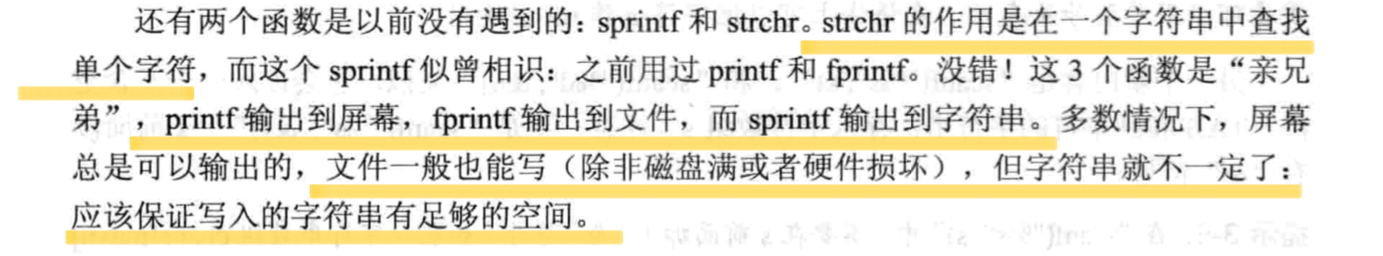 还有两个函数是以前没有遇到的：sprintf 和 strchr。strchr 的作用是在一个字符串中查找
单个字符，而这个 sprintf 似曾相识：之前用过 printf 和 fprintf。没错！这 3 个函数是“亲兄
弟”，printf 输出到屏幕，fprintf 输出到文件，而 sprintf 输出到字符串。多数情况下，屏幕
总是可以输出的，文件一般也能写（除非磁盘满或者硬件损坏），但字符串就不一定了：
应该保证写入的字符串有足够的空间。